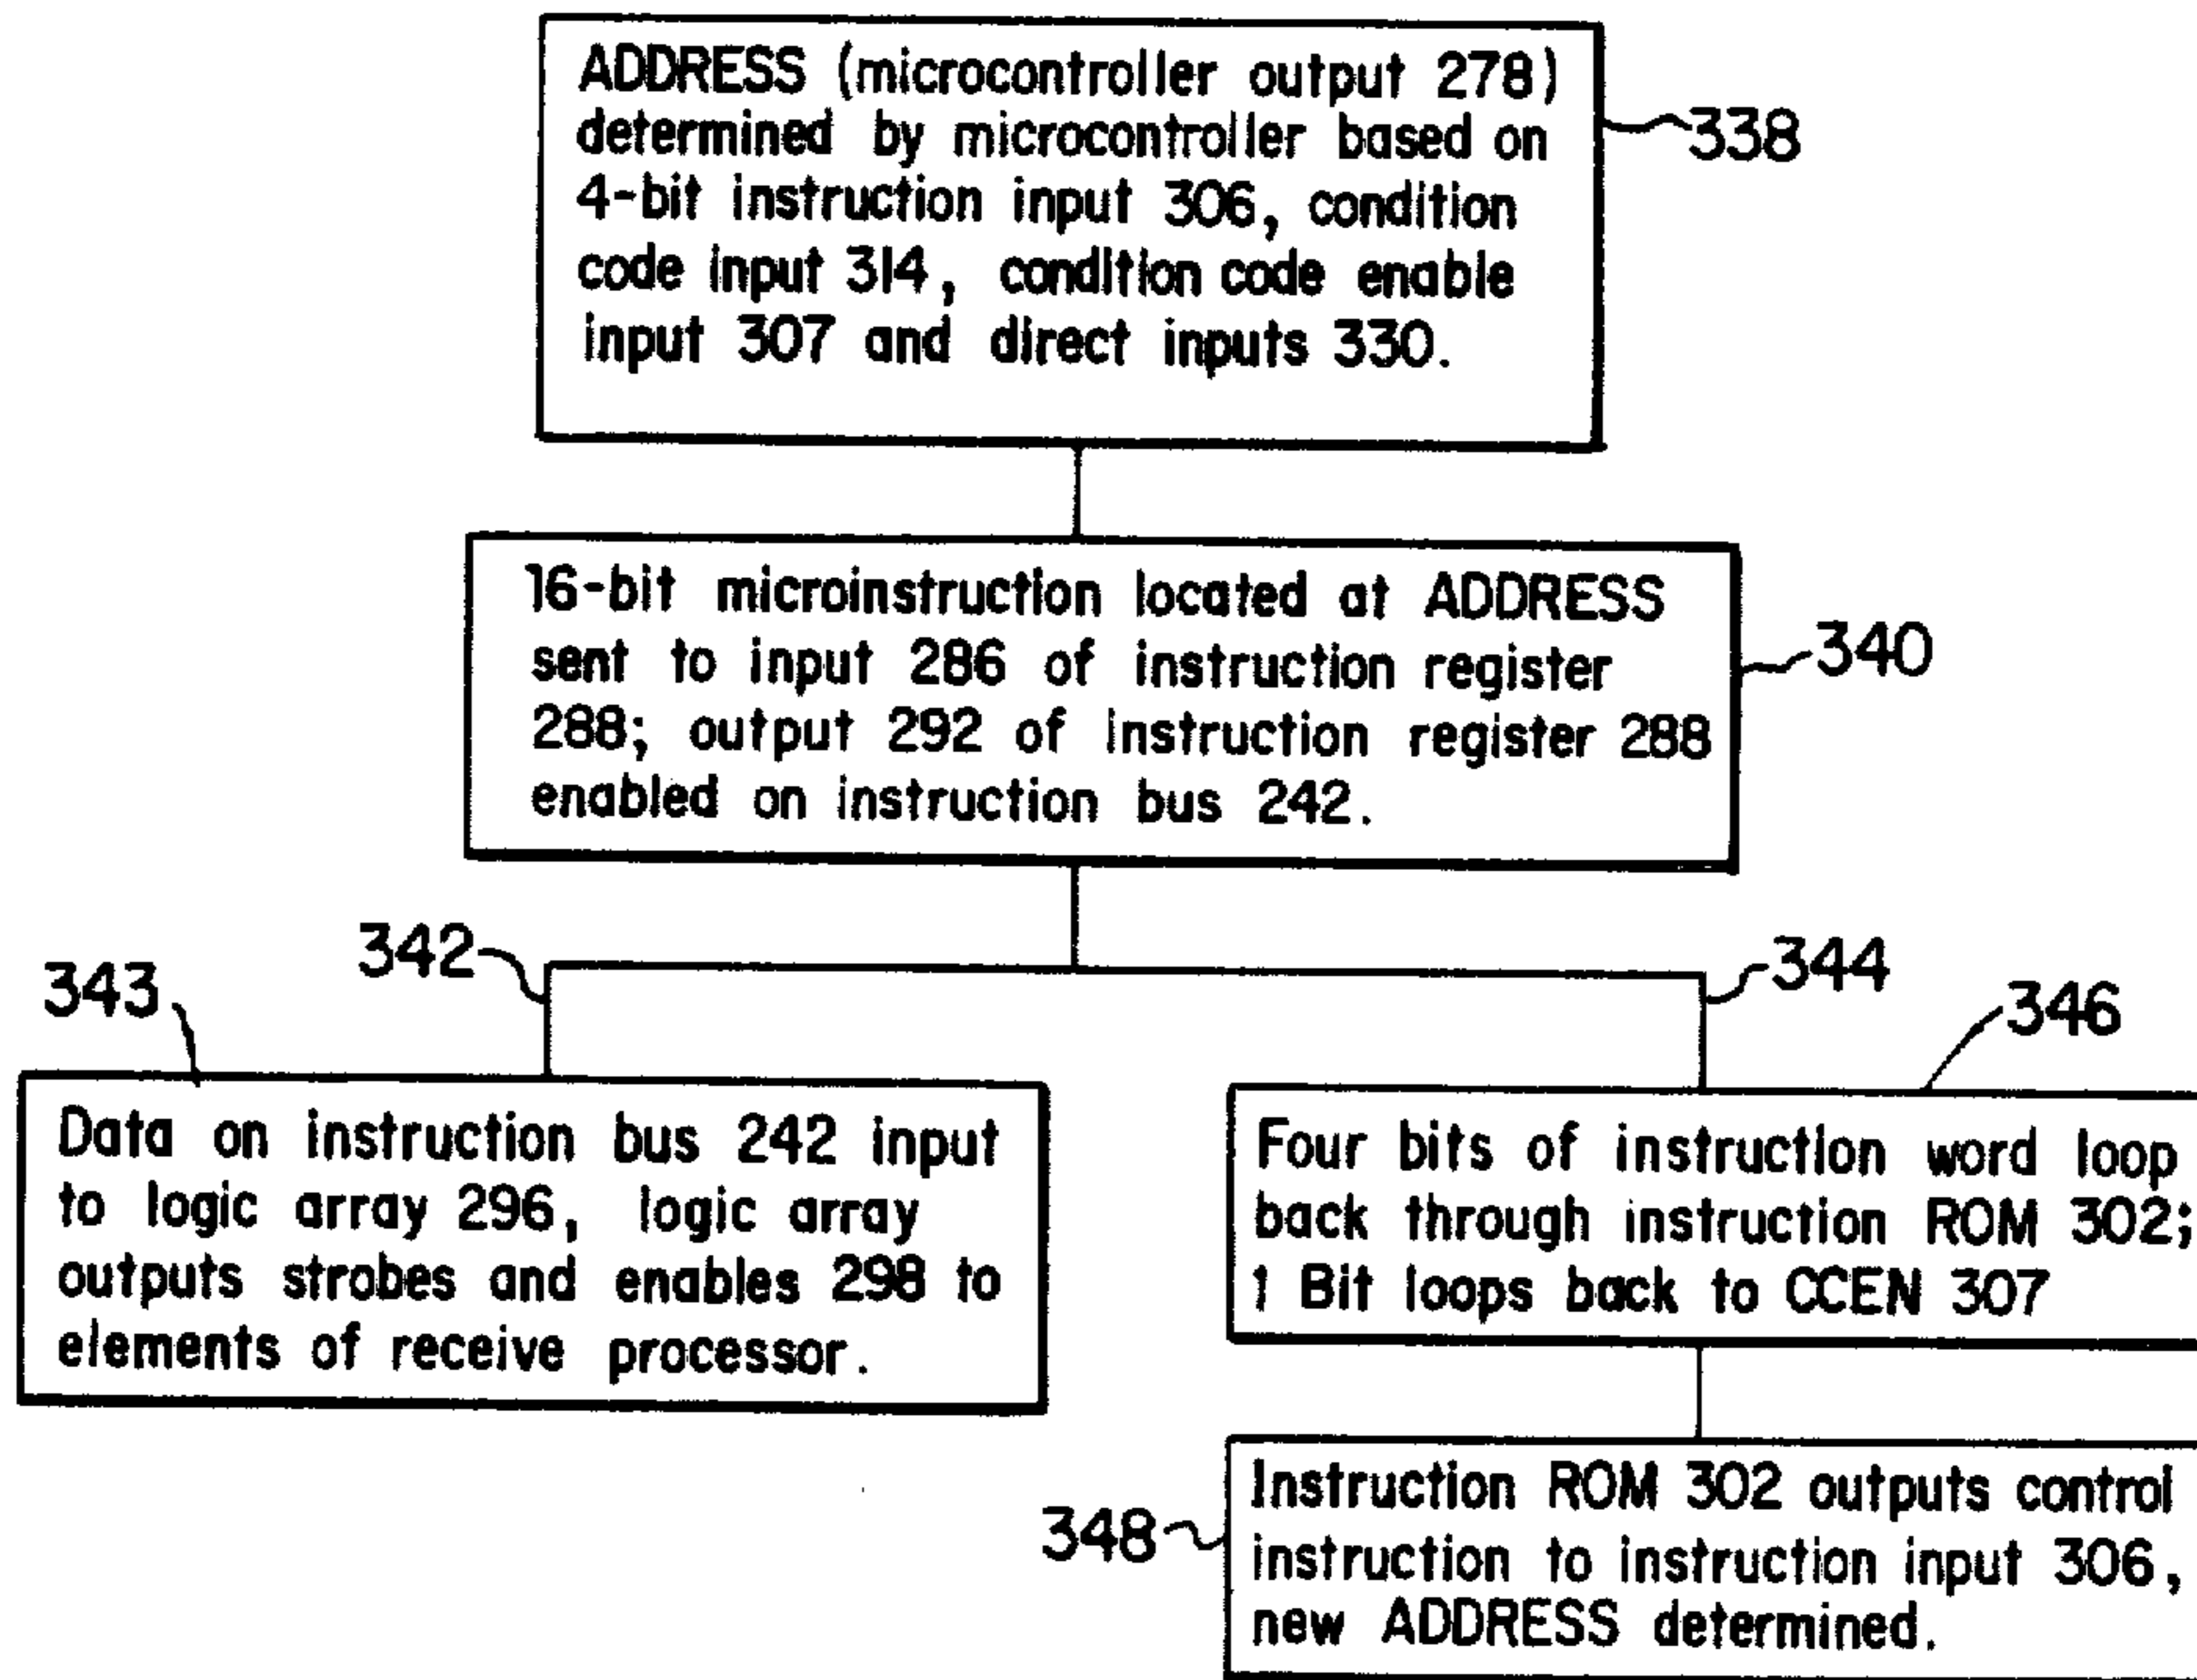 ADDRESS (microcontroller output 278)
determined by microcontroller based on
4-bit instruction input 306, condition
code input 314, condition code enable
input 307 and direct inputs 330.
338
16-bit microinstruction located at ADDRESS
sent to input 286 of instruction register
288; output 292 of instruction register 288
enabled on instruction bus 242.
340
342
344
343
346
Data on instruction bus 242 input
to logic array 296, logic array
outputs strobes and enables 298 to
elements of receive processor.
Four bits of instruction word loop
back through instruction ROM 302;
1 Bit loops back to CCEN 307
348
Instruction ROM 302 outputs control
instruction to instruction input 306,
new ADDRESS determined.